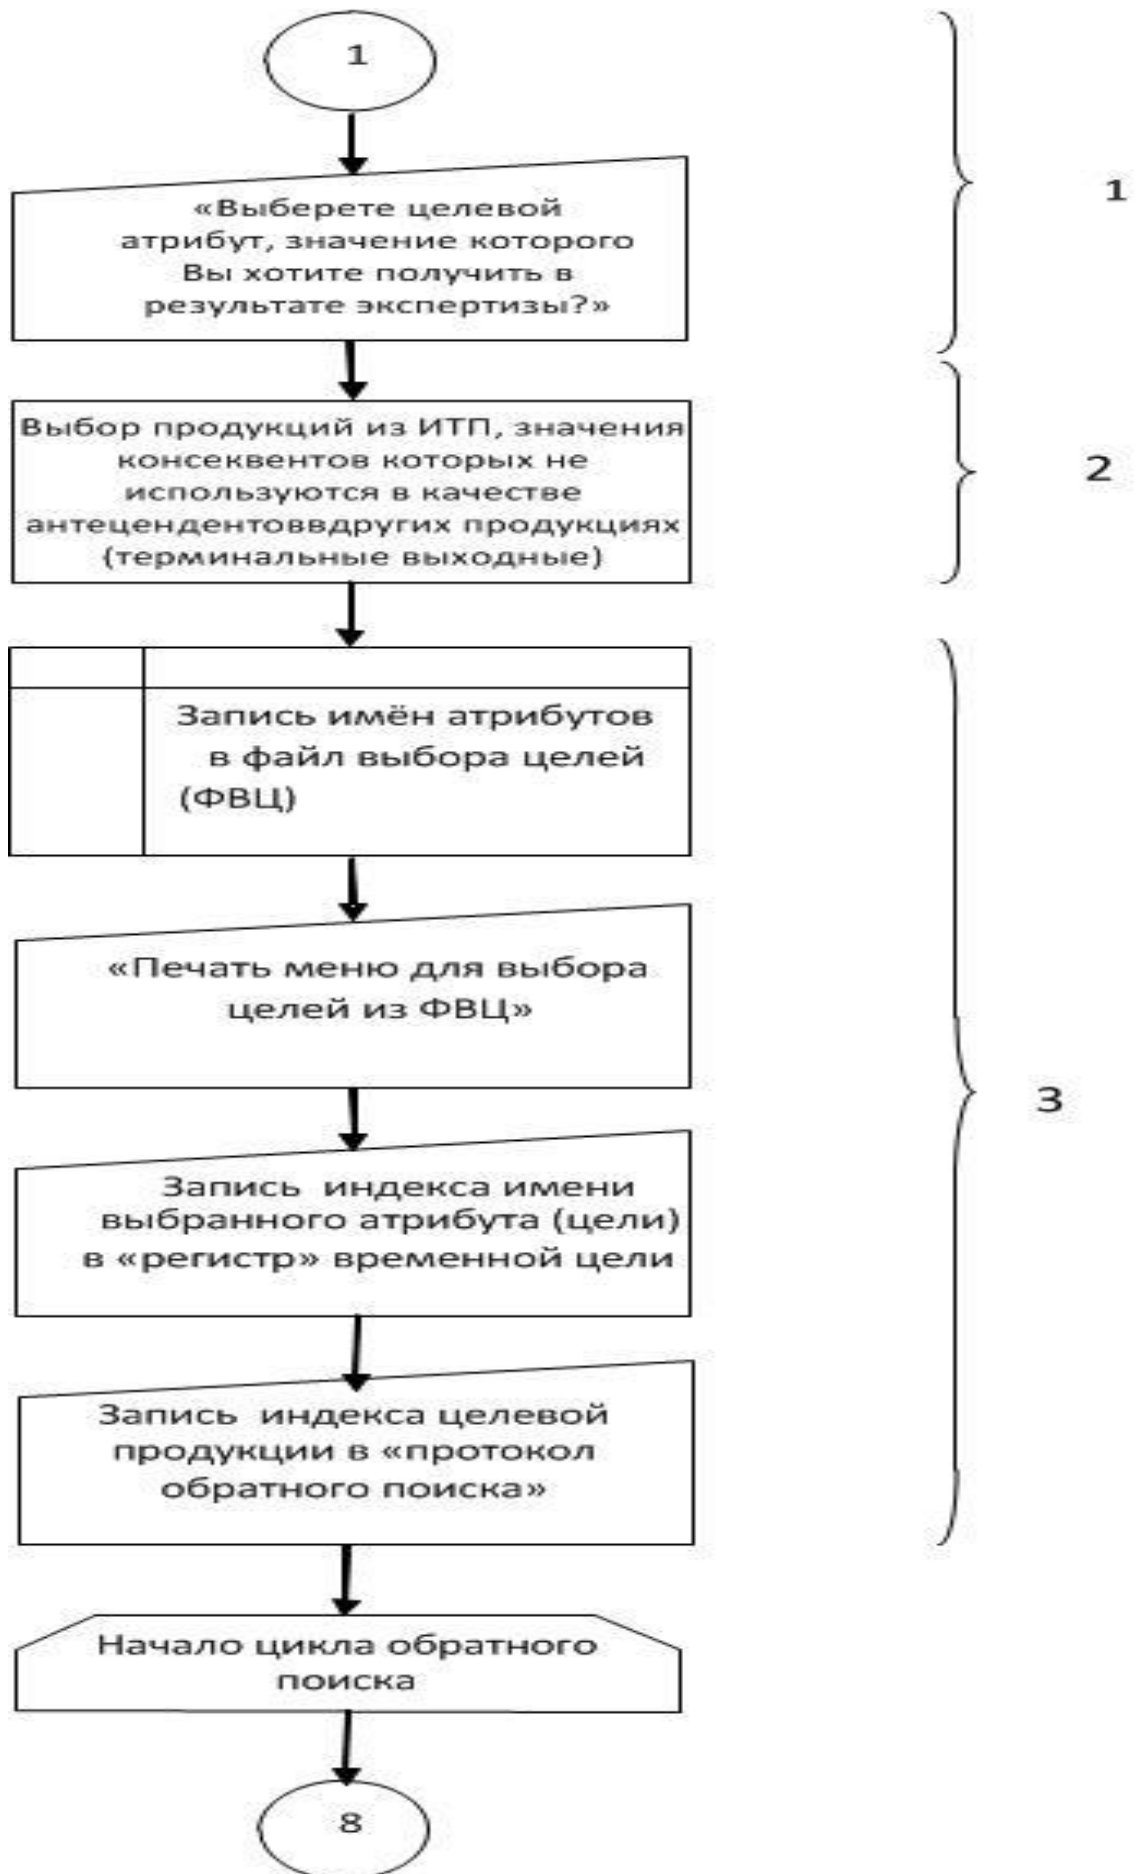 1
«Выберете целевой
атрибут, значение которого
Вы хотите получить в
результате экспертизы?»
1
Выбор продукций из ИТП, значения
консеквентов которых не
используются в качестве
антецендентоввдругих продукциях
(терминальные выходные)
2
Запись имён атрибутов
в файл выбора целей
(ФВЦ)
«Печать меню для выбора
целей из ФВЦ»
3
Запись индекса имени
выбранного атрибута (цели)
в «регистр» временной цели
Запись индекса целевой
продукции в «протокол
обратного поиска»
Начало цикла обратного
поиска
8